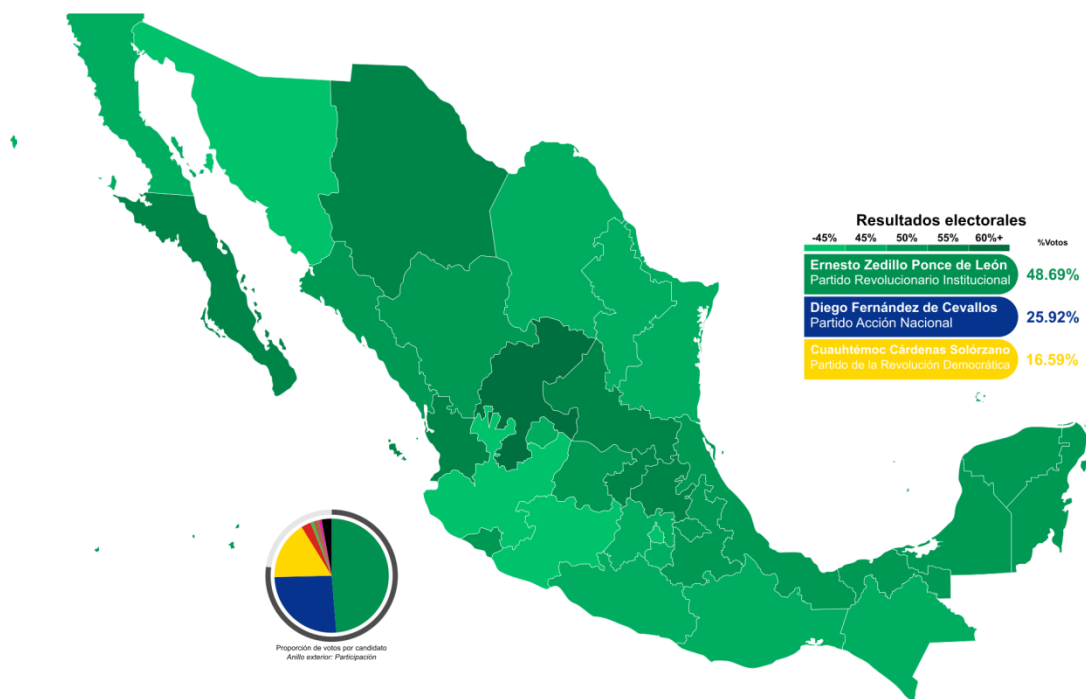 Resultados electorales
-45% 45% 50% 55% 60%+ %Votos
Ernesto Zedillo Ponce de León
Partido Revolucionario Institucional
48.69%
Diego Fernández de Cevallos
Partido Acción Nacional
25.92%
Cuauhtémoc Cárdenas Solórzano
Partido de la Revolución Democrática
16.59%
Proporción de votos por candidato
Anillo exterior: Participación